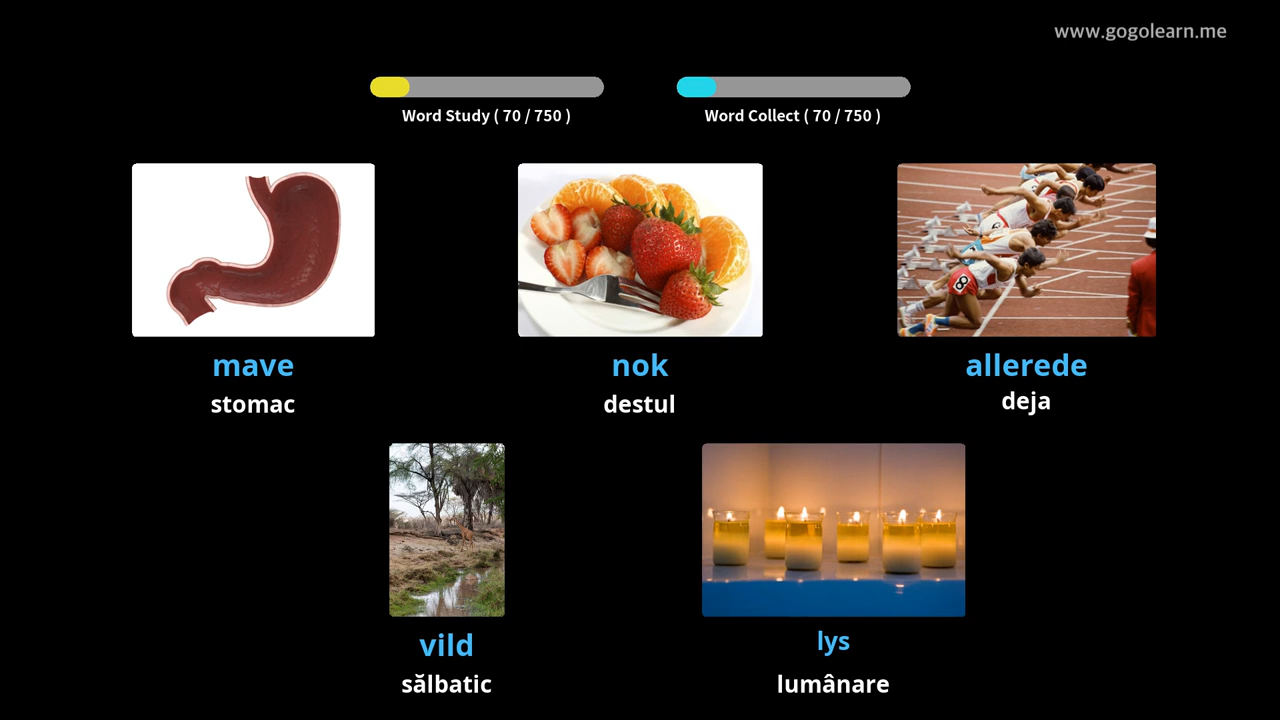 www.gogolearn.me
Word Study ( 70 / 750 )
Word Collect ( 70 / 750 )
mave
stomac
nok
destul
allerede
deja
8
vild
sălbatic
lys
lumânare